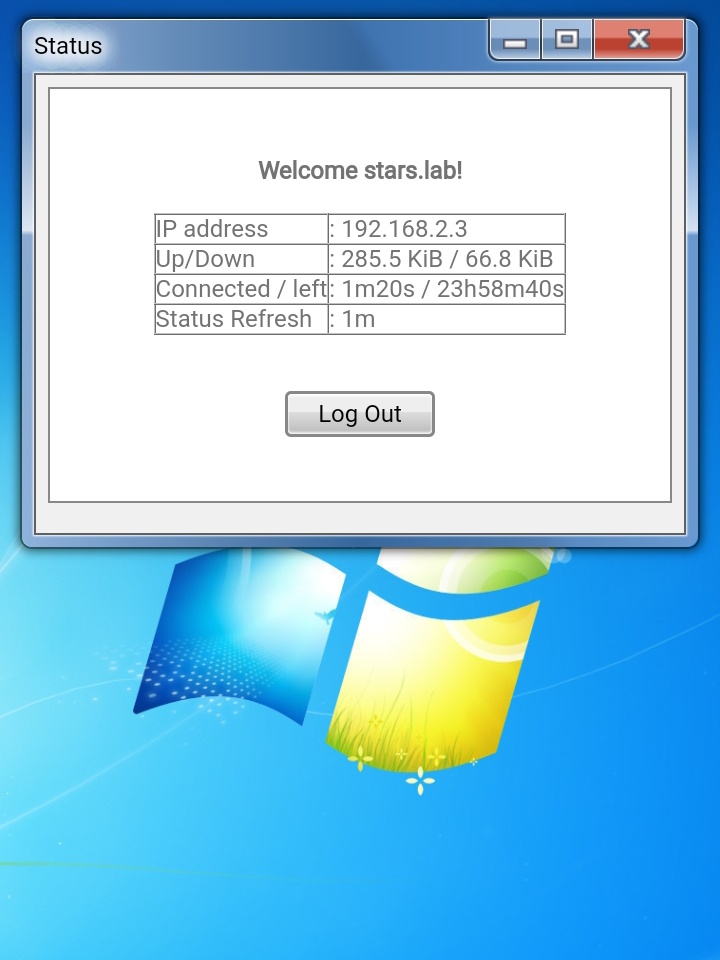 Status
Welcome stars.lab!
IP address : 192.168.2.3
Up/Down : 285.5 KiB / 66.8 KiB
Connected / left : 1m20s / 23h58m40s
Status Refresh : 1m
Log Out